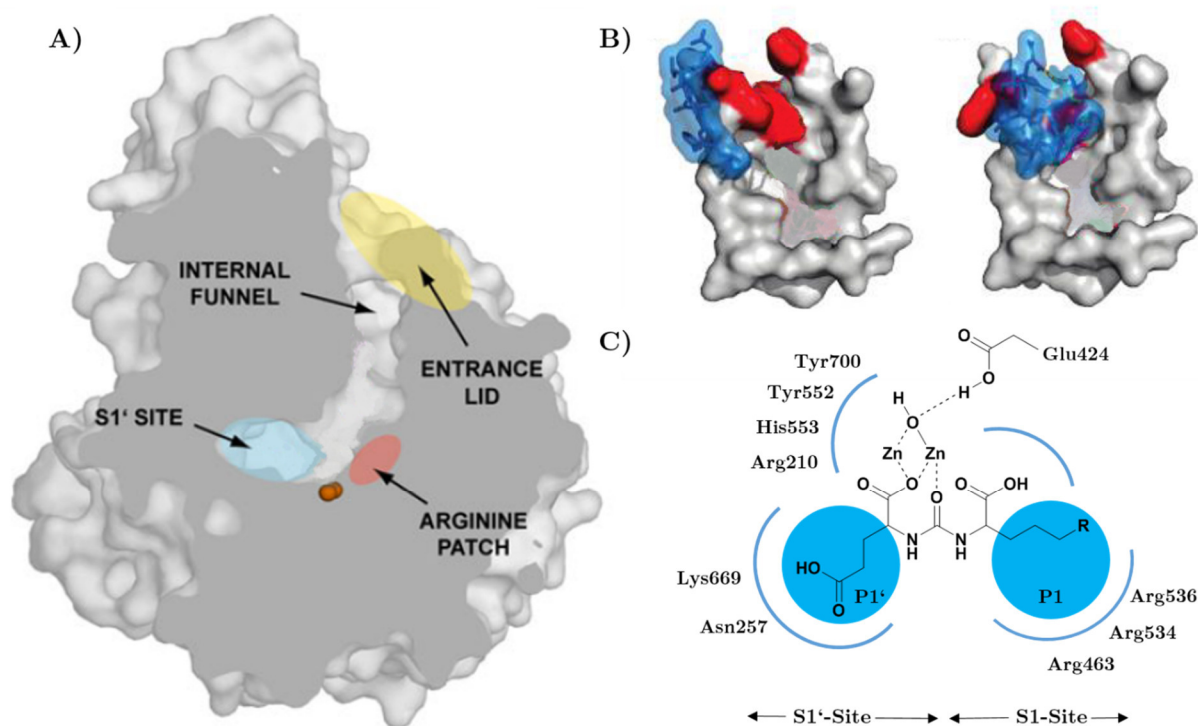 A)
INTERNAL
FUNNEL
ENTRANCE
LID
S1' SITE
ARGININE
PATCH
B)
C)
Tyr700
Tyr552
His553
Arg210
Lys669
Asn257
O
HO
Glu424
H
H
O
Zn
Zn
O
O
O
O
OH
N
H
N
H
R
HO
O
P1'
P1
Arg536
Arg534
Arg463
S1'-Site
S1-Site